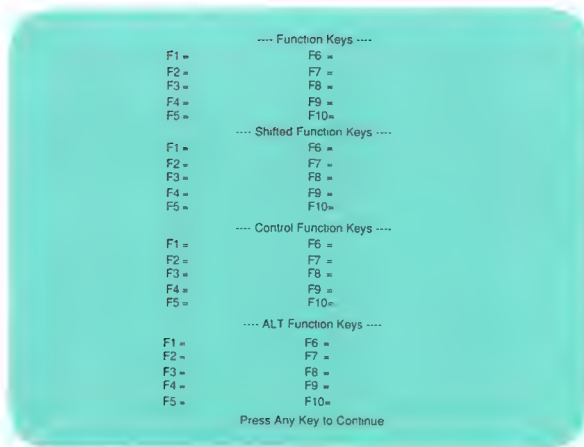 ---- Function Keys ----
F1 = F6 =
F2 = F7 =
F3 = F8 =
F4 = F9 =
F5 = F10=
---- Shifted Function Keys ----
F1 = F6 =
F2 = F7 =
F3 = F8 =
F4 = F9 =
F5 = F10=
---- Control Function Keys ----
F1 = F6 =
F2 = F7 =
F3 = F8 =
F4 = F9 =
F5 = F10=
---- ALT Function Keys ----
F1 = F6 =
F2 = F7 =
F3 = F8 =
F4 = F9 =
F5 = F10=
Press Any Key to Continue